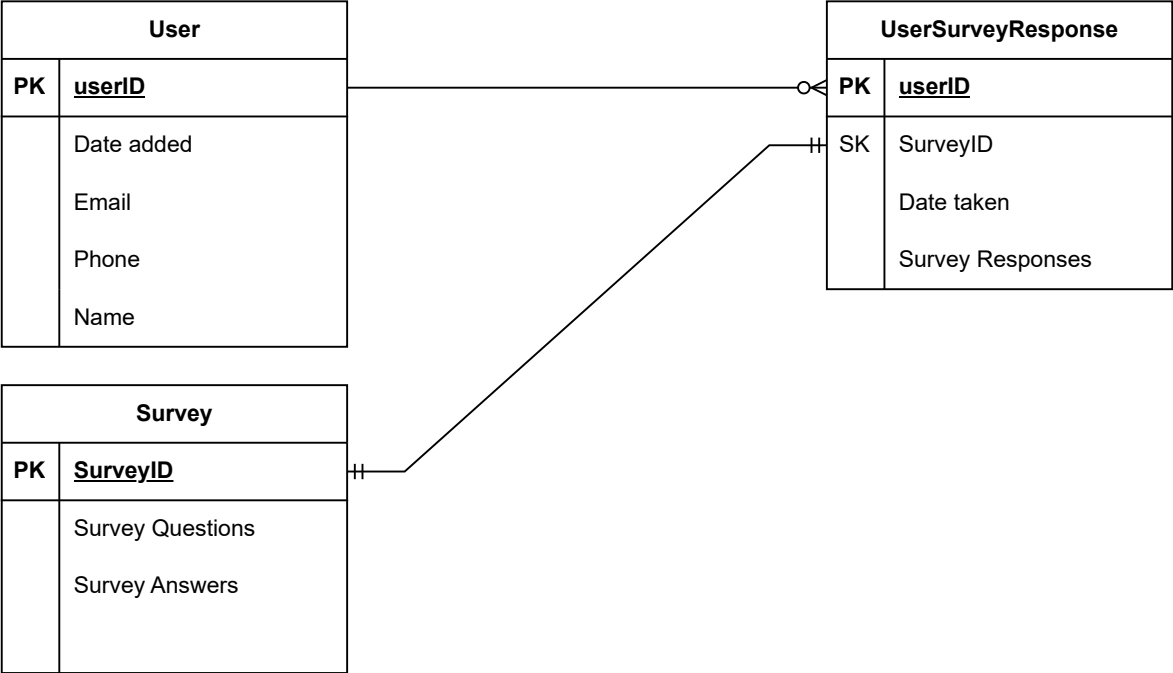 User
PK userID
Date added
Email
Phone
Name
UserSurveyResponse
PK userID
SK SurveyID
Date taken
Survey Responses
Survey
PK SurveyID
Survey Questions
Survey Answers